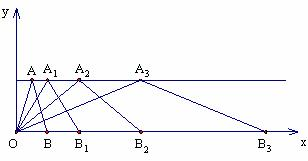 y
A A₁ A₂ A₃
O B B₁ B₂ B₃ x